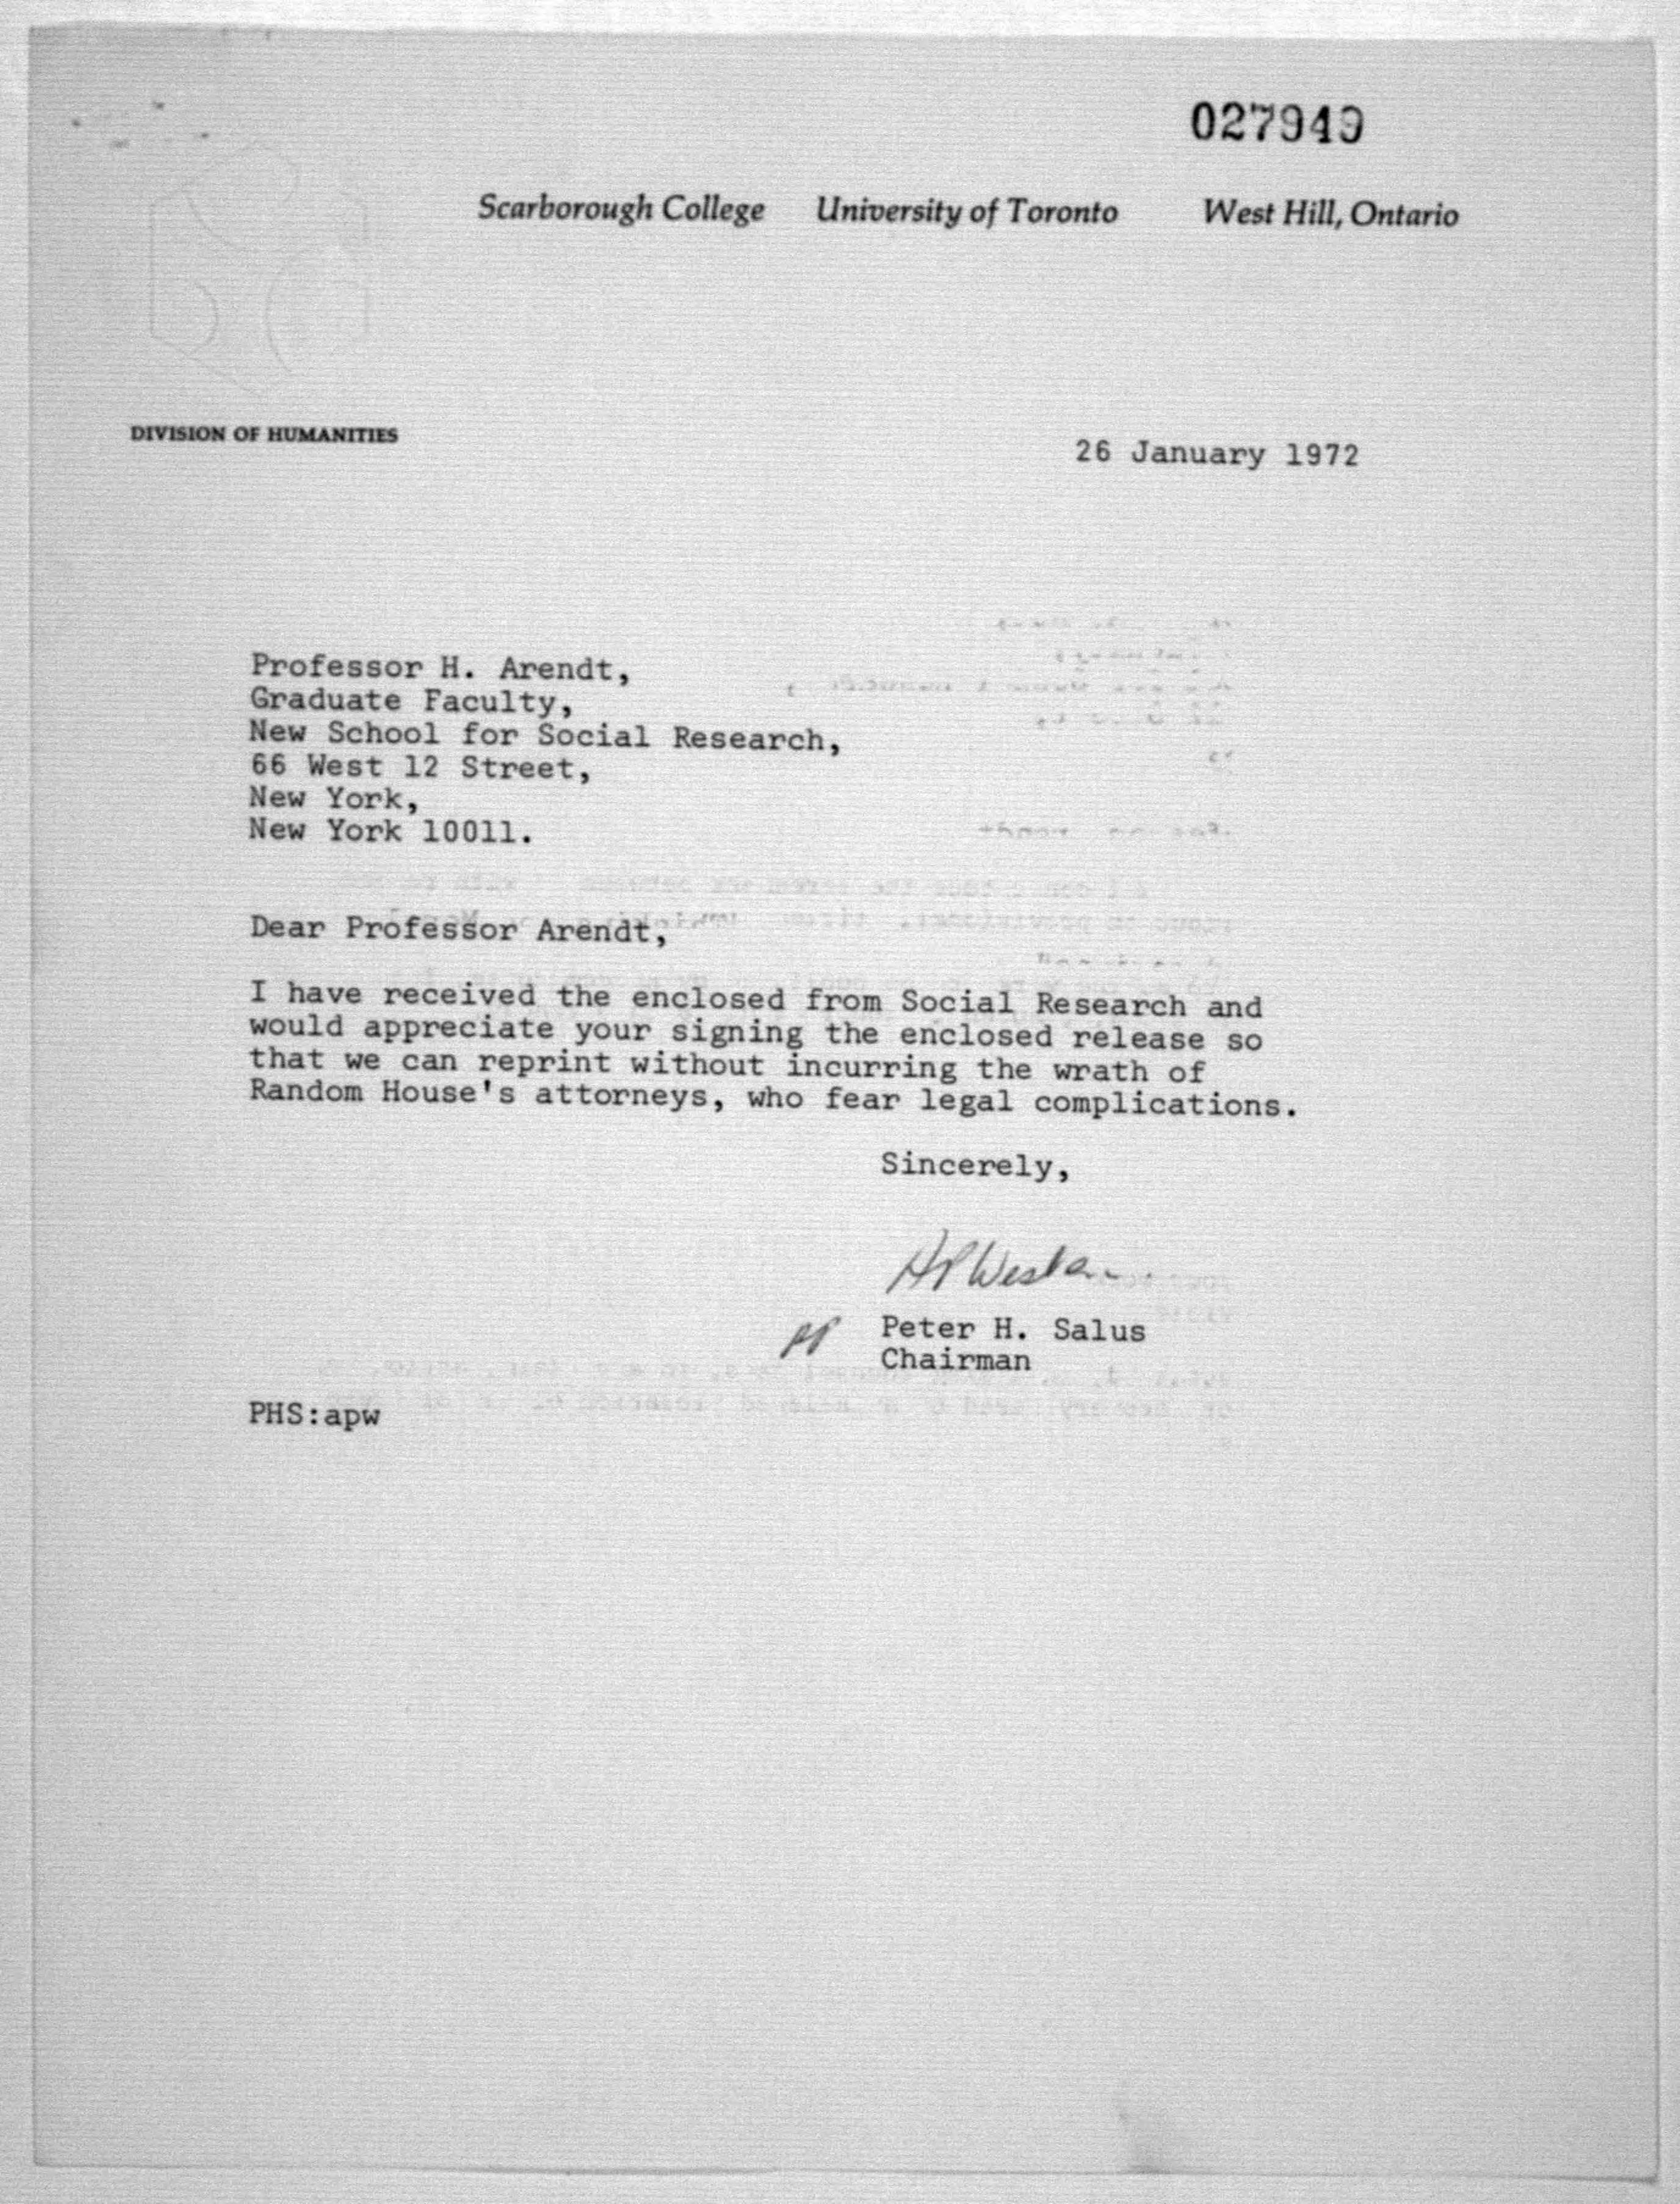 027949
Scarborough College University of Toronto West Hill, Ontario
DIVISION OF HUMANITIES
26 January 1972
Professor H. Arendt,
Graduate Faculty,
New School for Social Research,
66 West 12 Street,
New York,
New York 10011.
Dear Professor Arendt,
I have received the enclosed from Social Research and
would appreciate your signing the enclosed release so
that we can reprint without incurring the wrath of
Random House's attorneys, who fear legal complications.
Sincerely,
pp Peter H. Salus
Chairman
PHS:apw